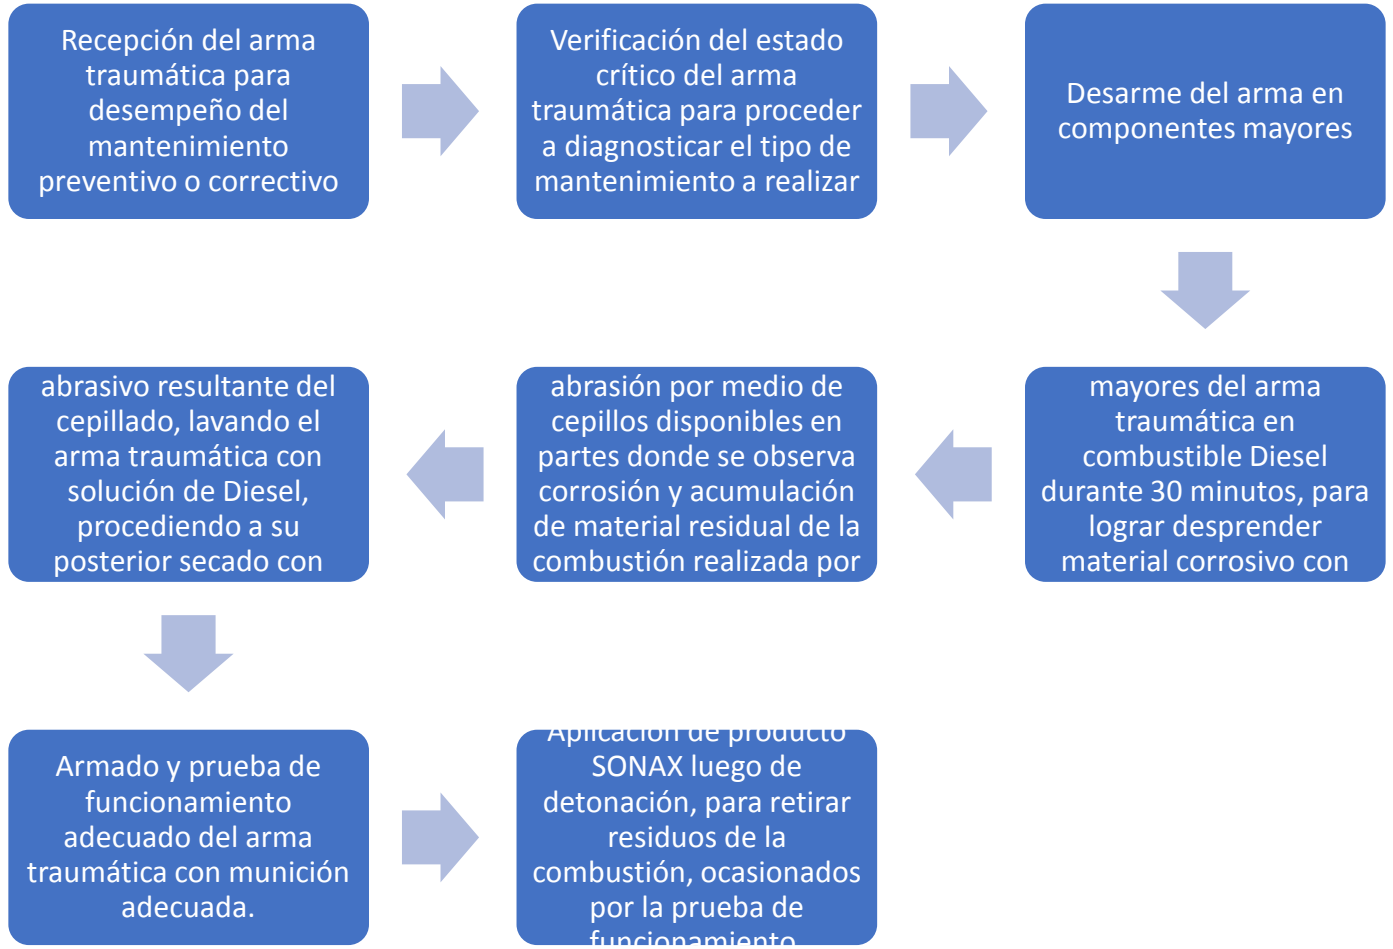 Recepción del arma
traumática para
desempeño del
mantenimiento
preventivo o correctivo
Verificación del estado
crítico del arma
traumática para proceder
a diagnosticar el tipo de
mantenimiento a realizar
Desarme del arma en
componentes mayores
mayores del arma
traumática en
combustible Diesel
durante 30 minutos, para
lograr desprender
material corrosivo con
abrasión por medio de
cepillos disponibles en
partes donde se observa
corrosión y acumulación
de material residual de la
combustión realizada por
abrasivo resultante del
cepillado, lavando el
arma traumática con
solución de Diesel,
procediendo a su
posterior secado con
Armado y prueba de
funcionamiento
adecuado del arma
traumática con munición
adecuada.
Aplicación de producto
SONAX luego de
detonación, para retirar
residuos de la
combustión, ocasionados
por la prueba de
funcionamiento